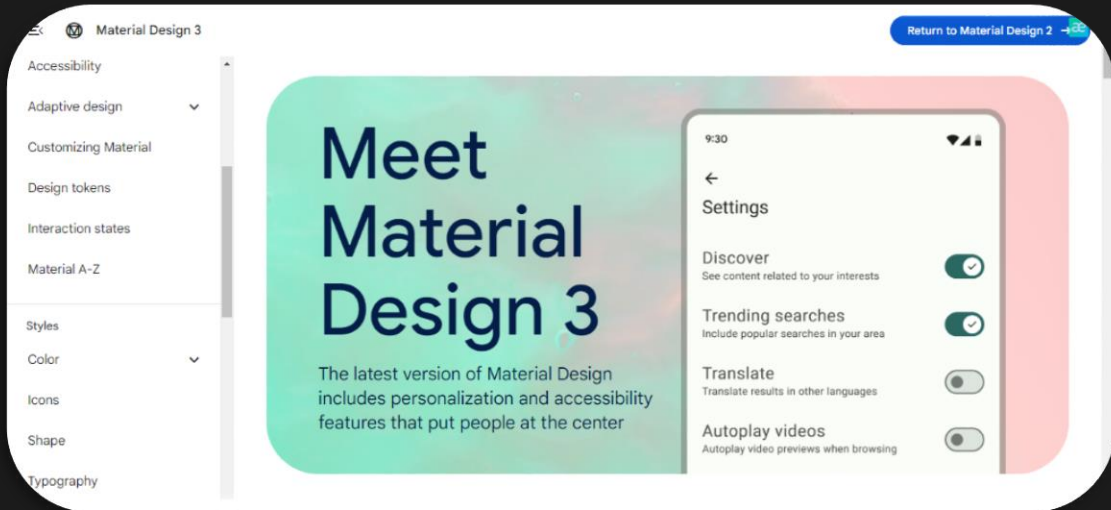 Material Design 3
Return to Material Design 2 →
æ
Accessibility
Adaptive design
Customizing Material
Design tokens
Interaction states
Material A-Z
Styles
Color
Icons
Shape
Typography
Meet
Material
Design 3
The latest version of Material Design
includes personalization and accessibility
features that put people at the center
9:30
Settings
Discover
See content related to your interests
Trending searches
Include popular searches in your area
Translate
Translate results in other languages
Autoplay videos
Autoplay video previews when browsing